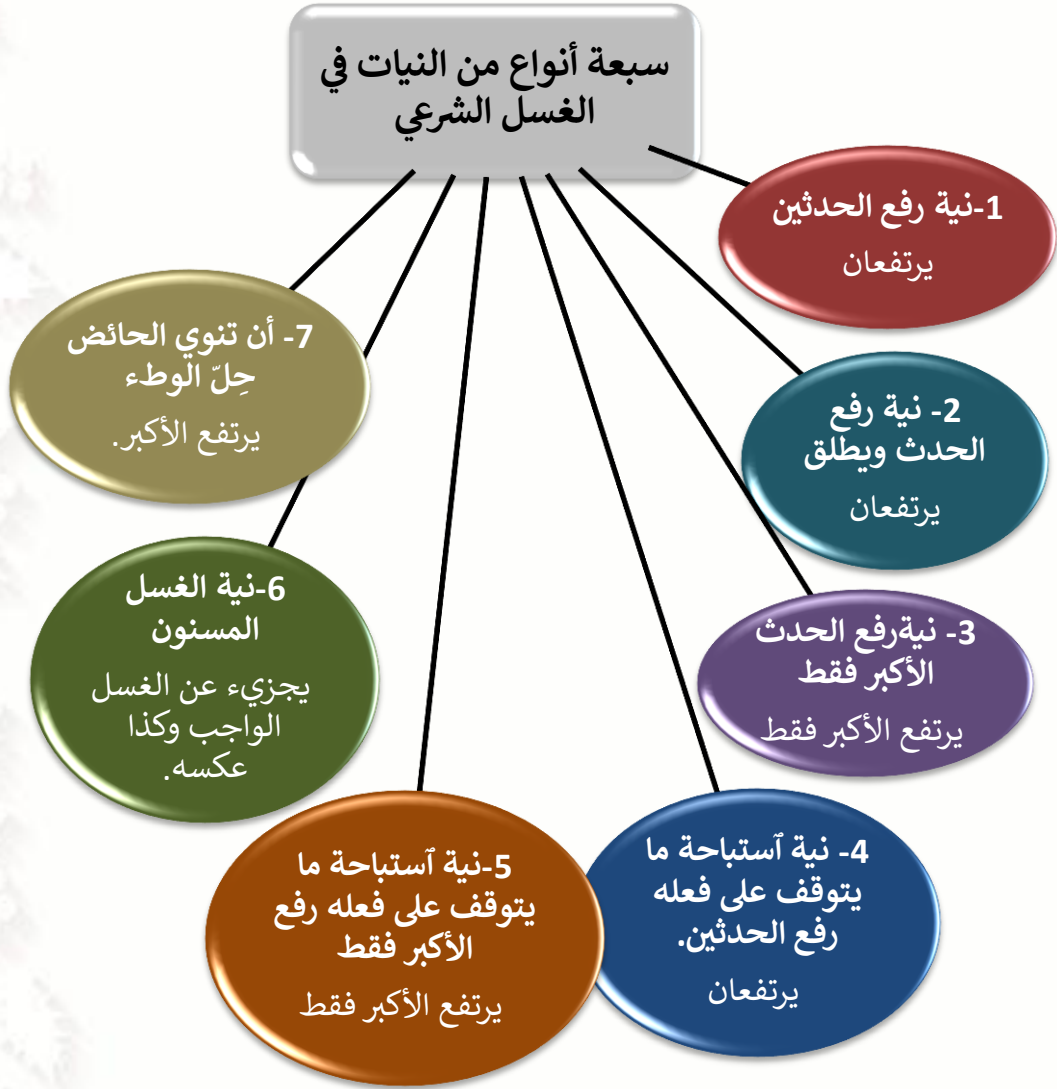 سبعة أنواع من النيات في
الغسل الشرعي
1-نية رفع الحدثين
يرتفعان
2- نية رفع
الحدث ويطلق
يرتفعان
3- نيةرفع الحدث
الأكبر فقط
يرتفع الأكبر فقط
4- نية ٱستباحة ما
يتوقف على فعله
رفع الحدثين.
يرتفعان
5-نية ٱستباحة ما
يتوقف على فعله رفع
الأكبر فقط
يرتفع الأكبر فقط
6-نية الغسل
المسنون
يجزيء عن الغسل
الواجب وكذا
عكسه.
7- أن تنوي الحائض
حِلّ الوطء
يرتفع الأكبر.